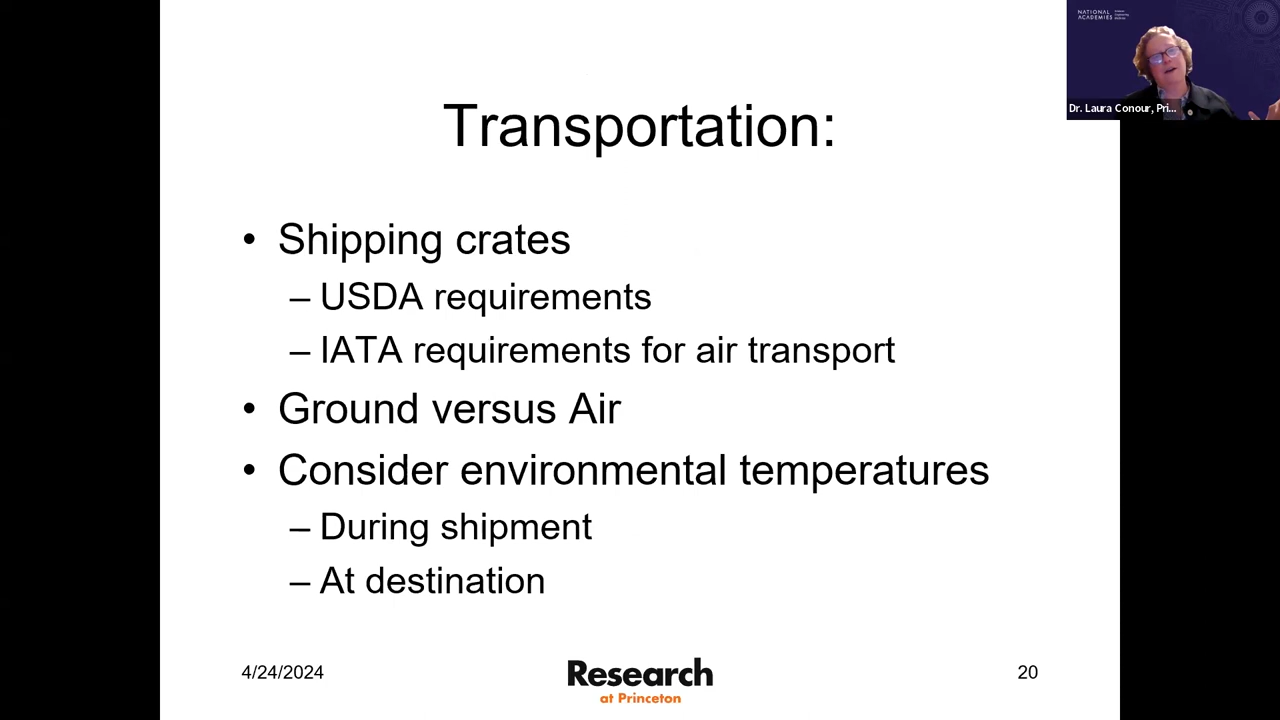 Transportation:
• Shipping crates
– USDA requirements
– IATA requirements for air transport
• Ground versus Air
• Consider environmental temperatures
– During shipment
– At destination
4/24/2024
Research
at Princeton
20
NATIONAL
ACADEMIES
Dr. Laura Conour, Pri...